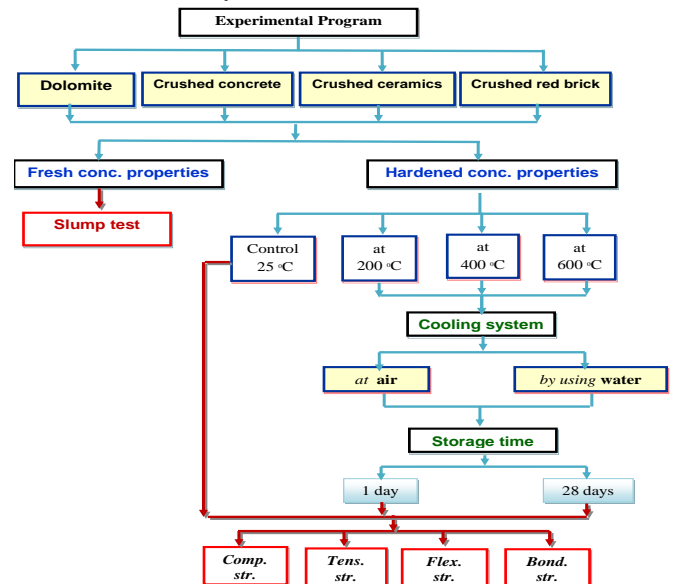 Experimental Program
Dolomite
Crushed concrete
Crushed ceramics
Crushed red brick
Fresh conc. properties
Hardened conc. properties
Slump test
Control
25 °C
at
200 °C
at
400 °C
at
600 °C
Cooling system
at air
by using water
Storage time
1 day
28 days
Comp.
str.
Tens.
str.
Flex.
str.
Bond.
str.